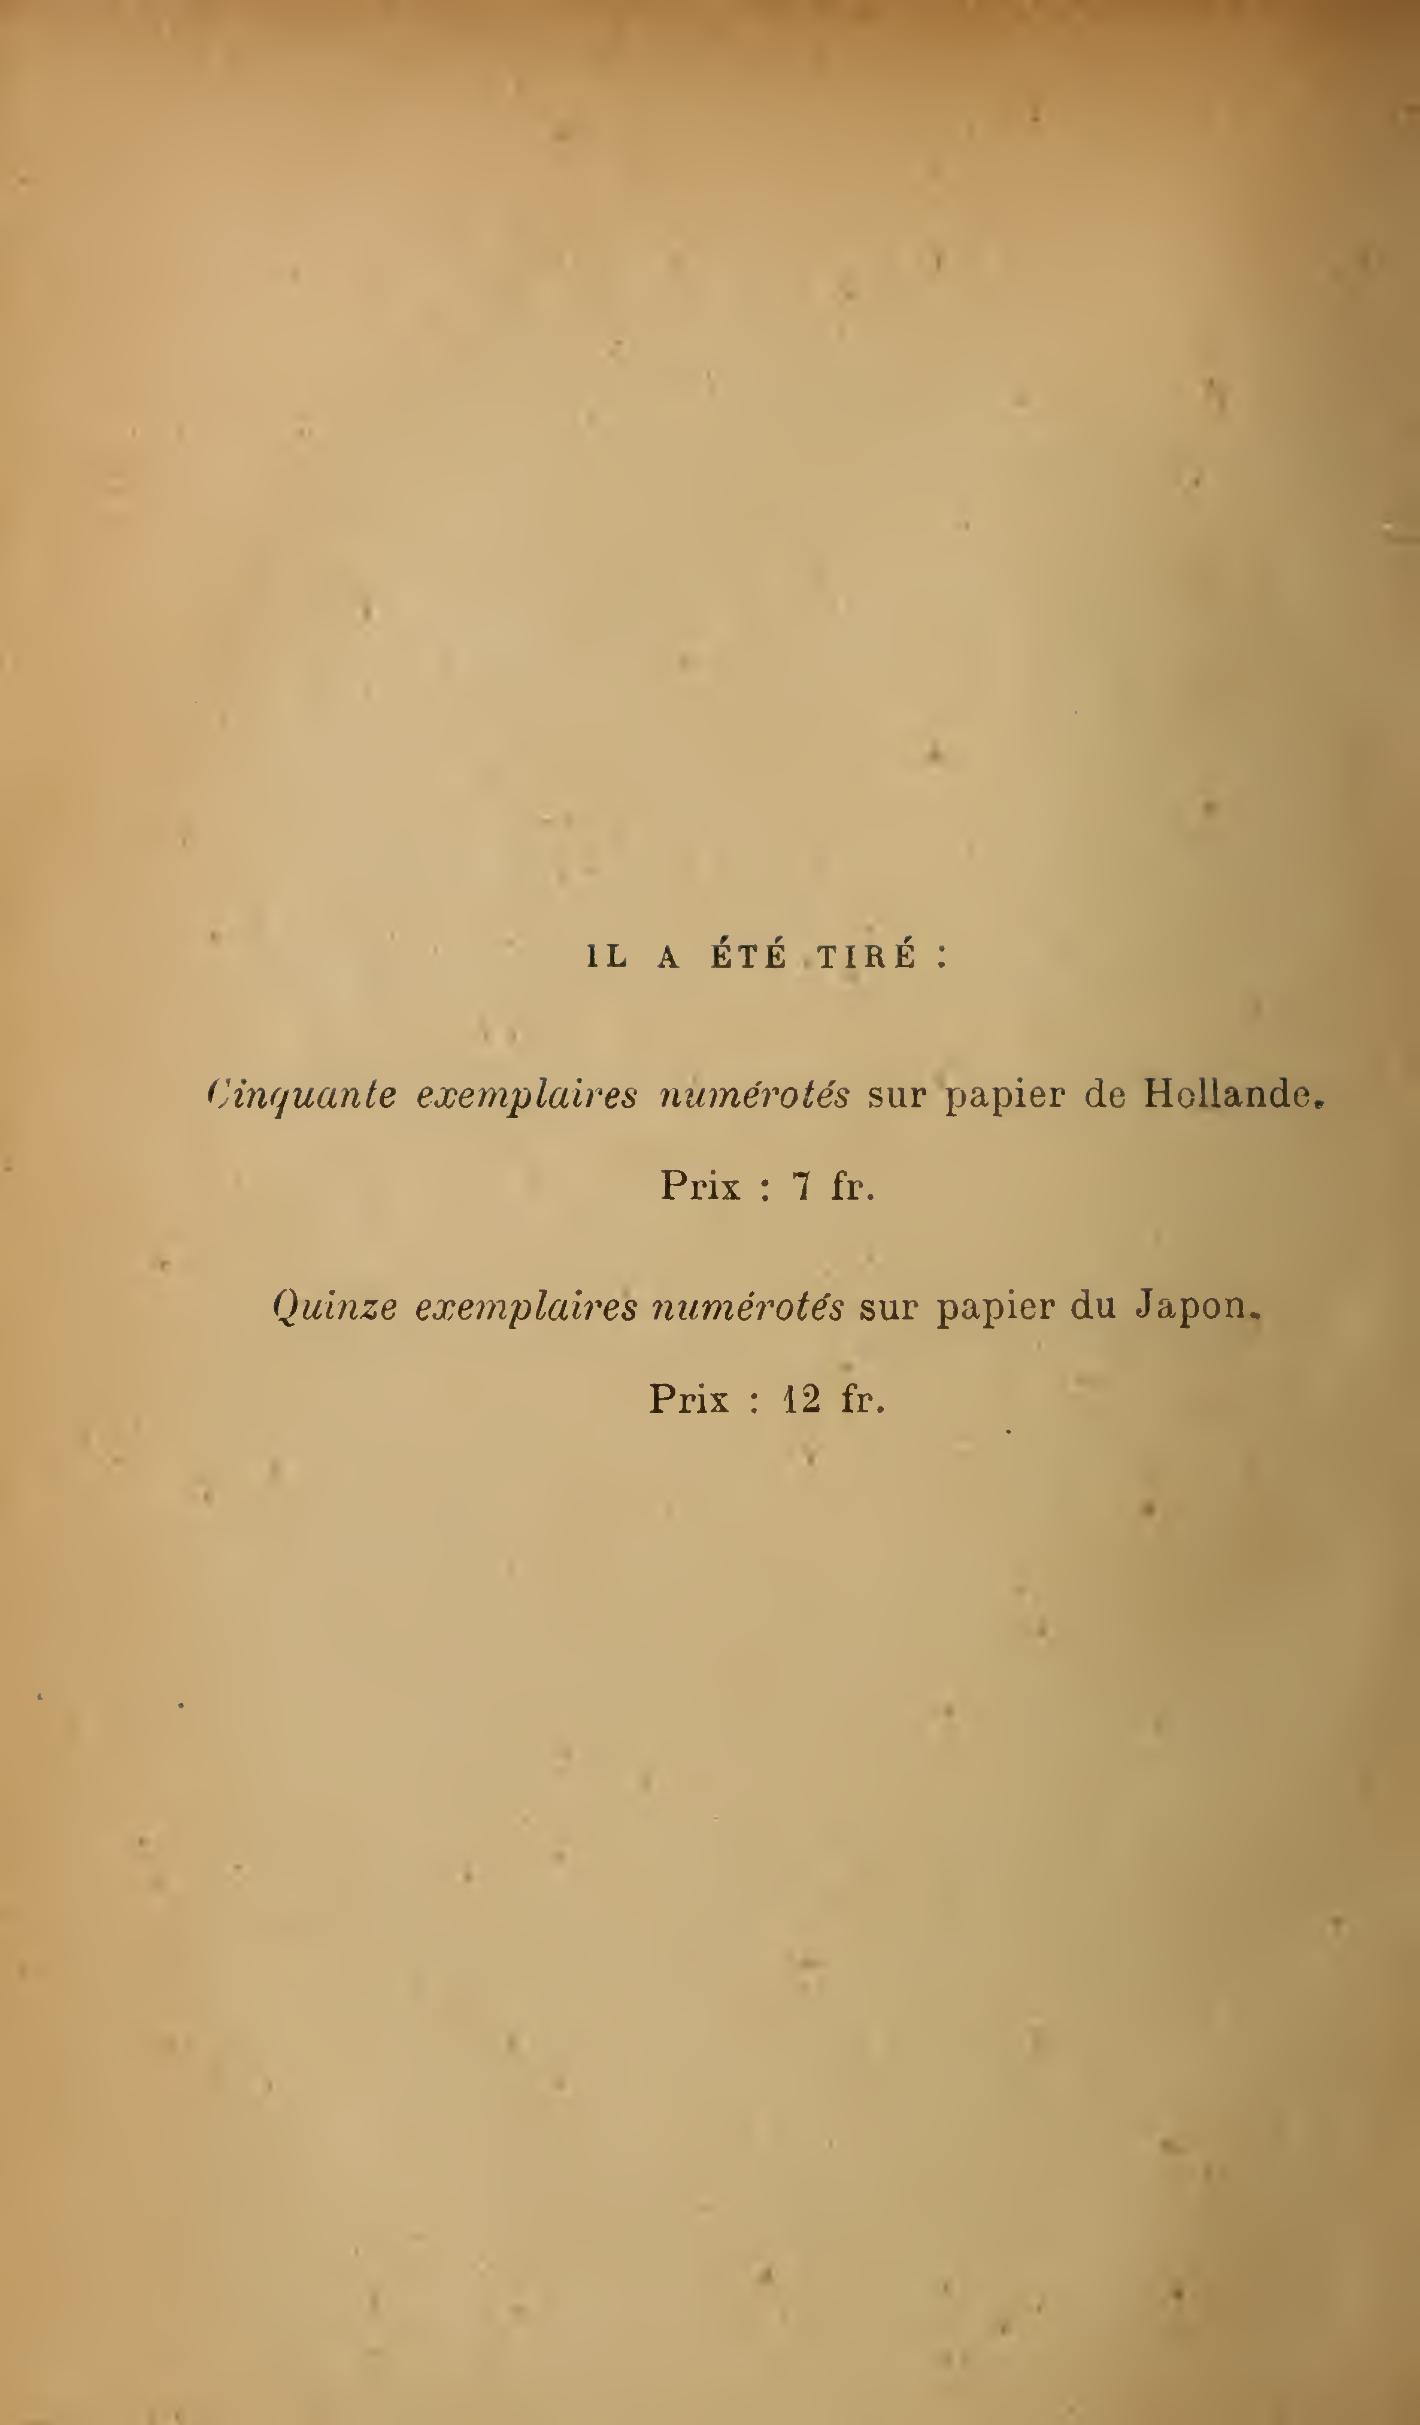 IL A ÉTÉ TIRÉ :
Cinquante exemplaires numérotés sur papier de Hollande.
Prix : 7 fr.
Quinze exemplaires numérotés sur papier du Japon.
Prix : 12 fr.